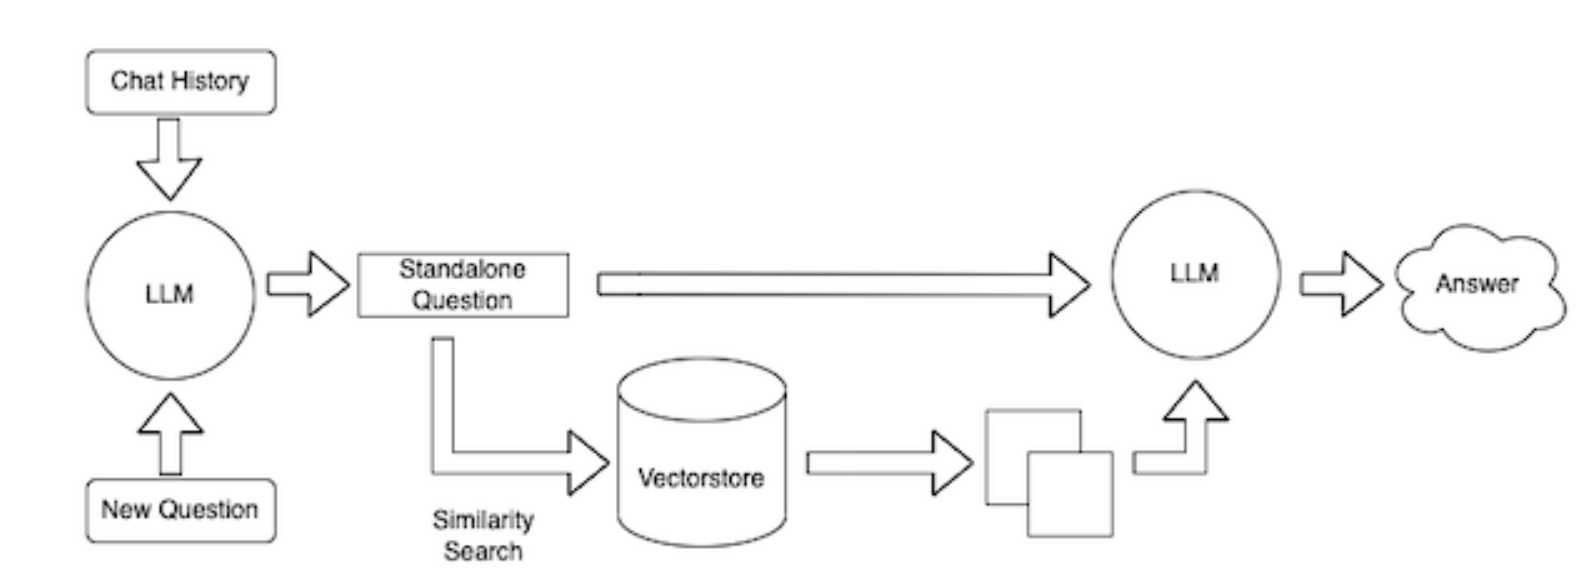 Chat History
LLM
New Question
Standalone
Question
Similarity
Search
Vectorstore
LLM
Answer